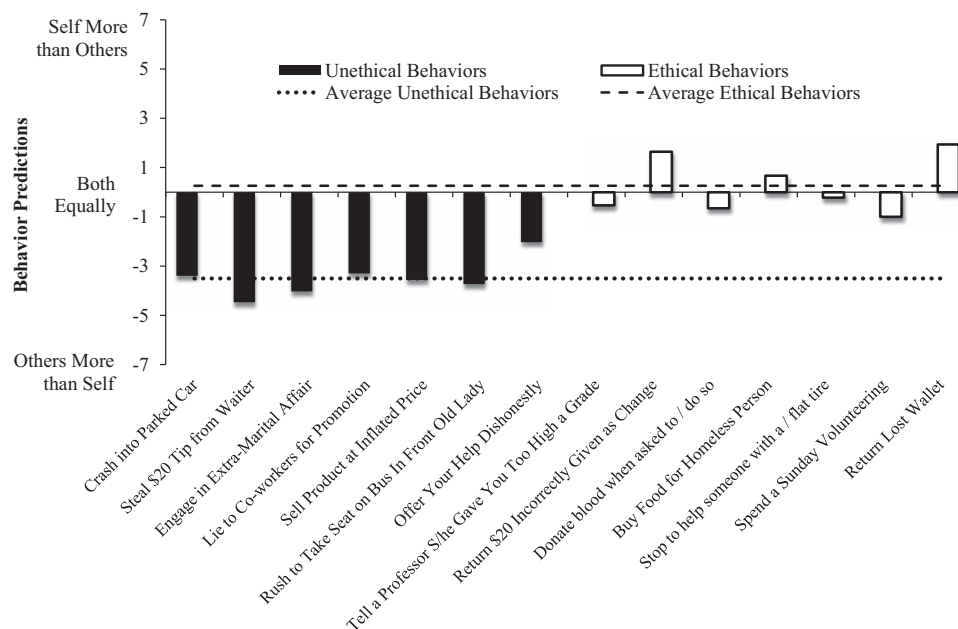 Self More
than Others
7
5
3
1
-1
-3
-5
-7
Both
Equally
Others More
than Self
Behavior Predictions
Unethical Behaviors
Ethical Behaviors
Average Unethical Behaviors
Average Ethical Behaviors
Crash into Parked Car
Steal $20 Tip from Waiter
Engage in Extra-Marital Affair
Lie to Co-workers for Promotion
Sell Product at Inflated Price
Rush to Take Seat on Bus In Front Old Lady
Offer Your Help Dishonestly
Tell a Professor S/he Gave You Too High a Grade
Return $20 Incorrectly Given as Change
Donate blood when asked to / do so
Buy Food for Homeless Person
Stop to help someone with a / flat tire
Spend a Sunday Volunteering
Return Lost Wallet